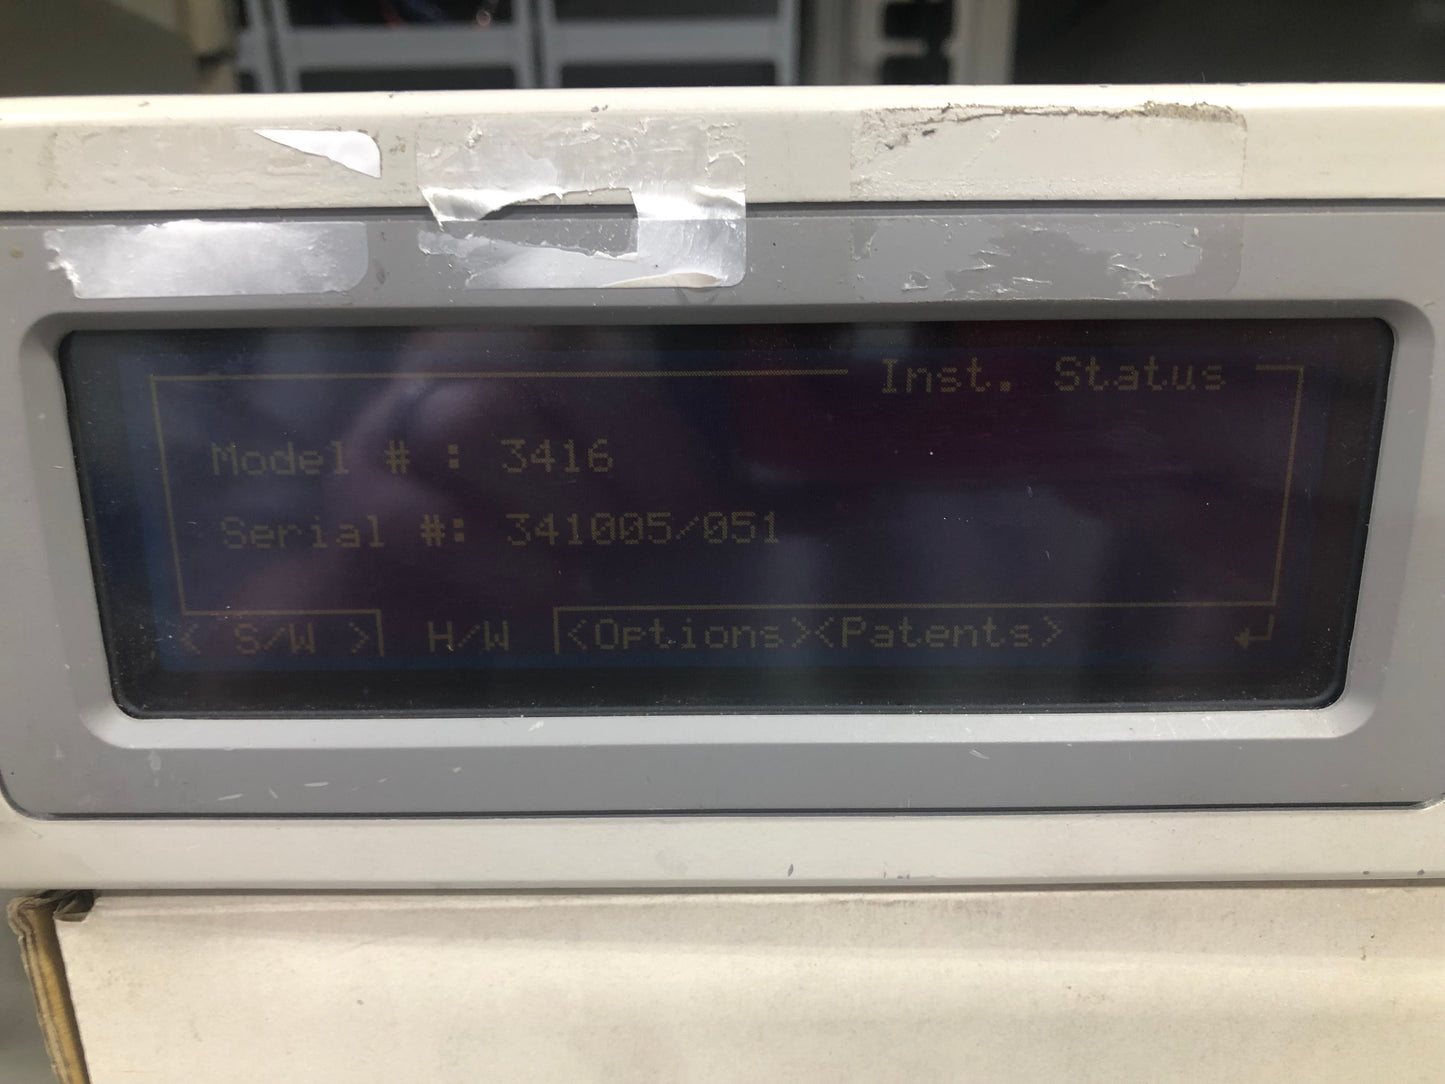 Inst. Status
Model # : 3416
Serial #: 341005/051
< S/W > H/W <Options><Patents>